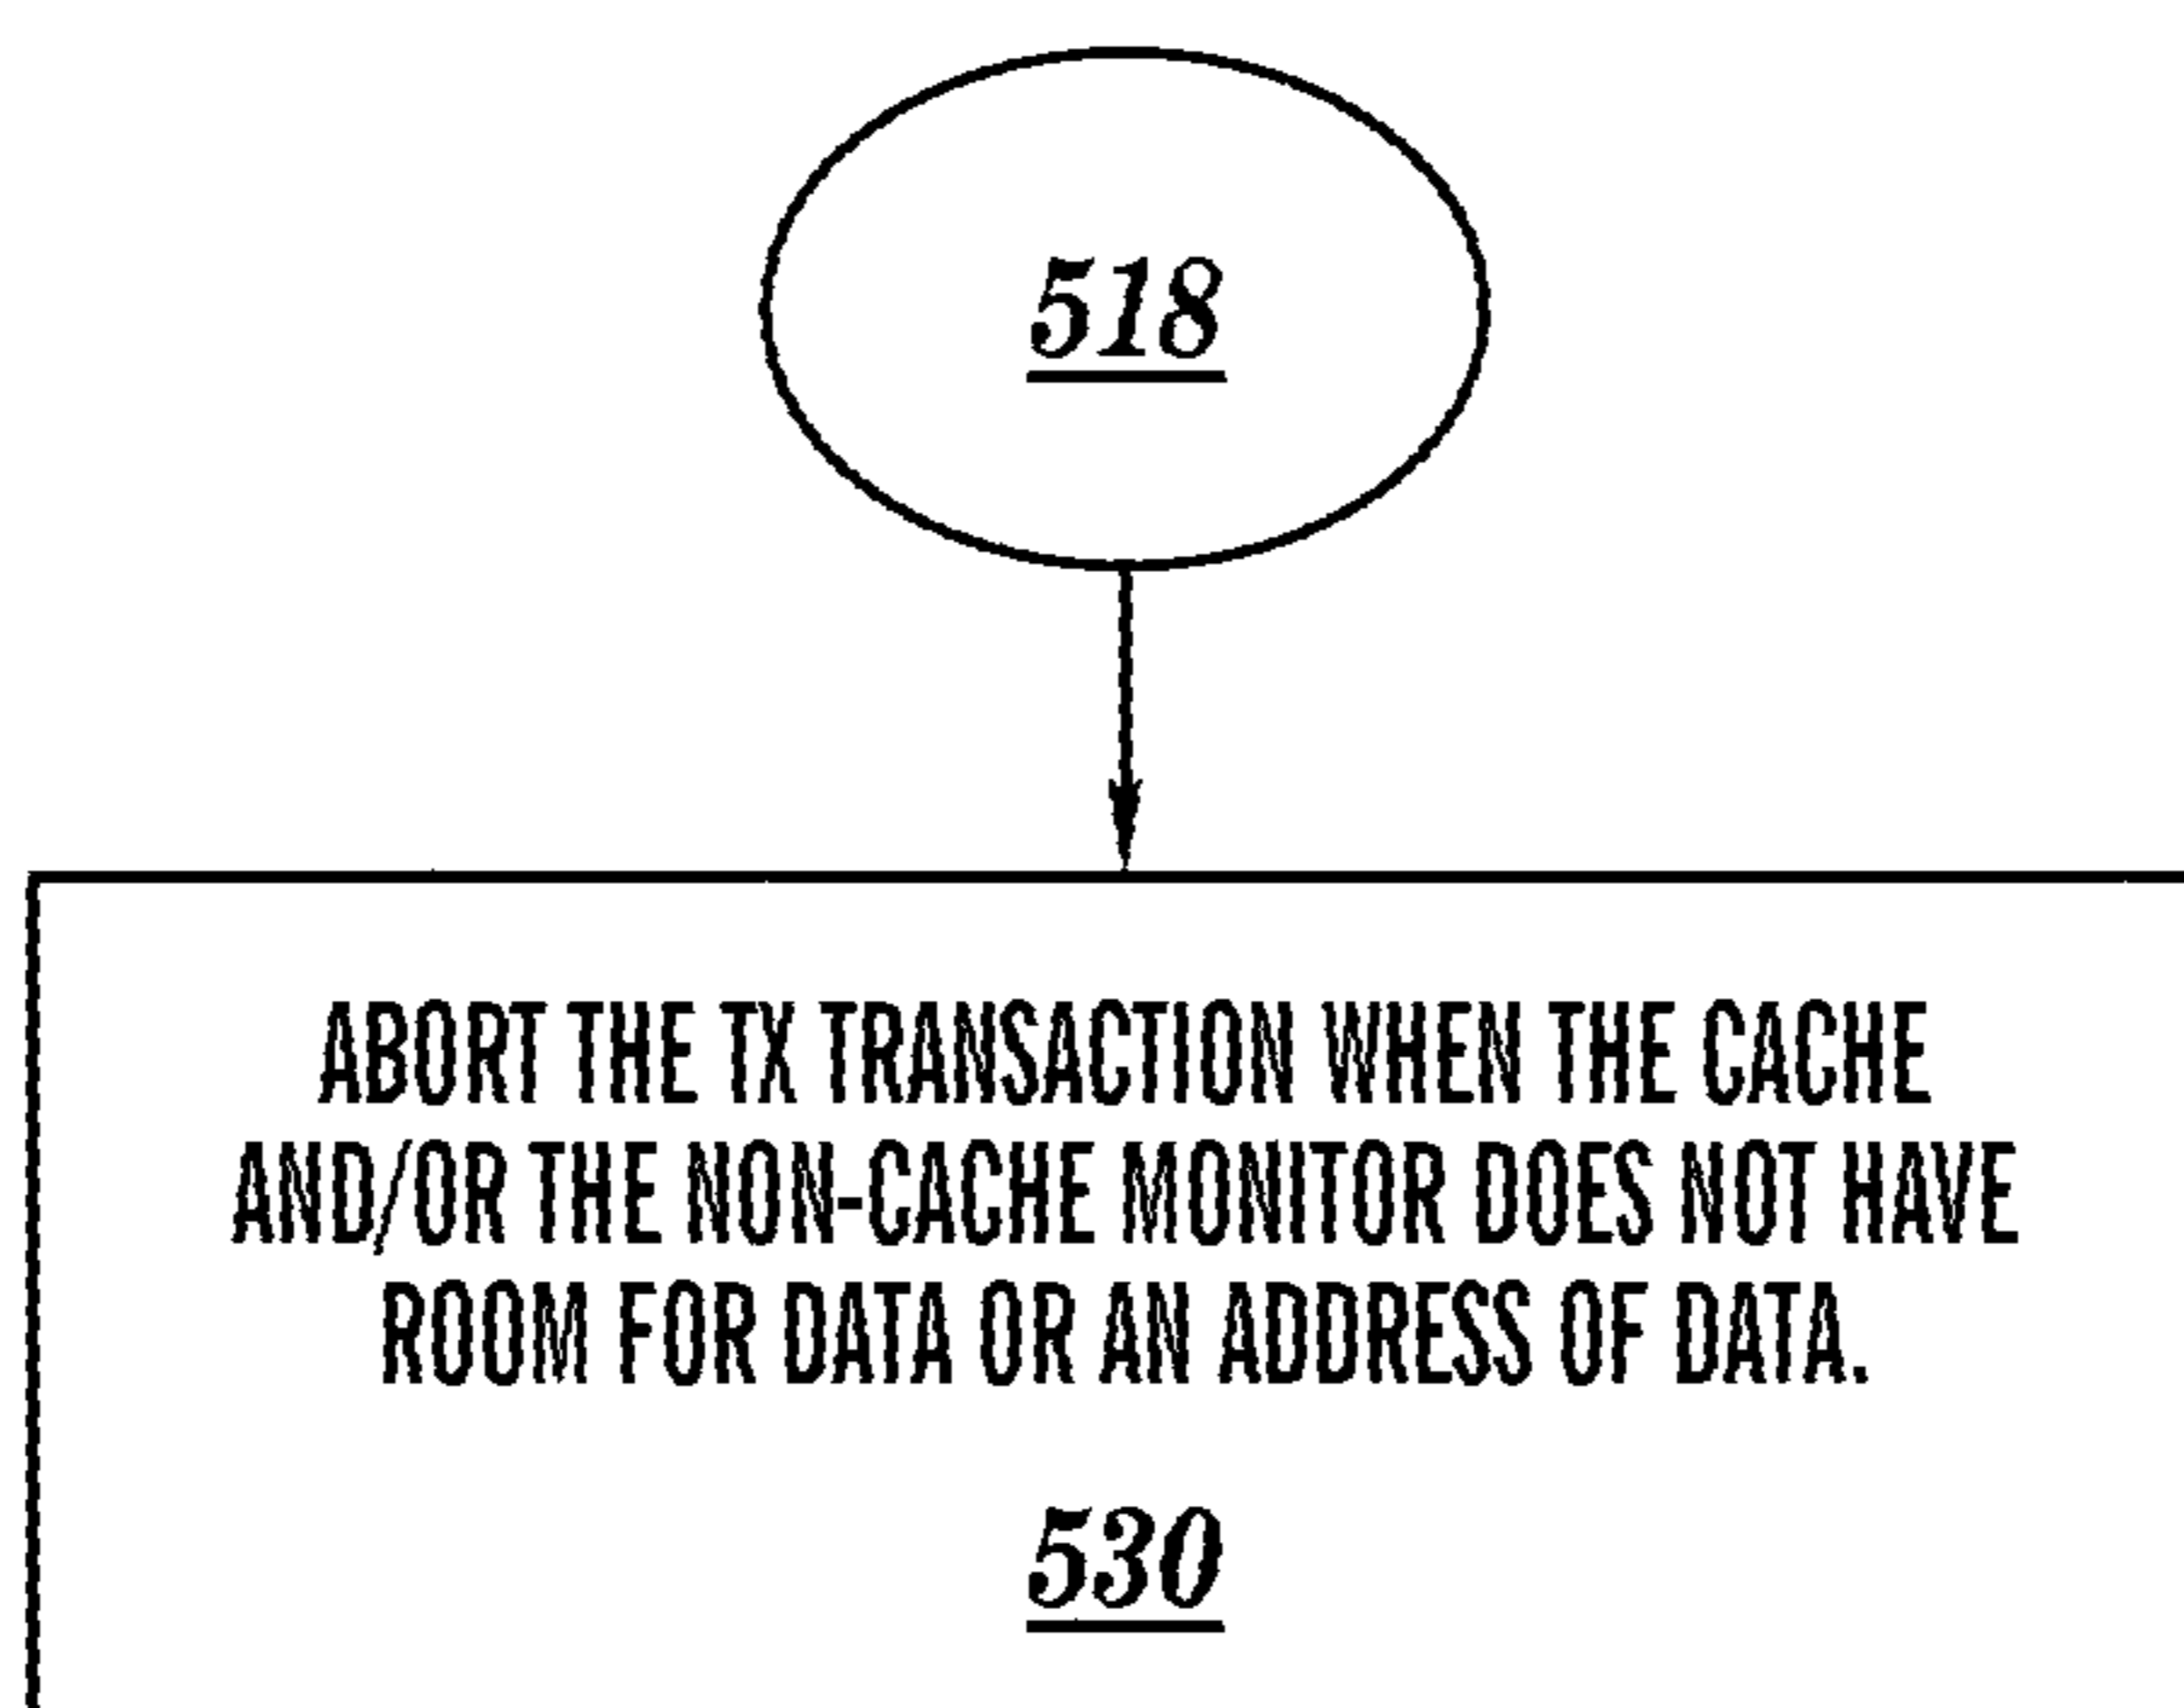 518
ABORT THE TX TRANSACTION WHEN THE CACHE
AND/OR THE NON-CACHE MONITOR DOES NOT HAVE
ROOM FOR DATA OR AN ADDRESS OF DATA.
530